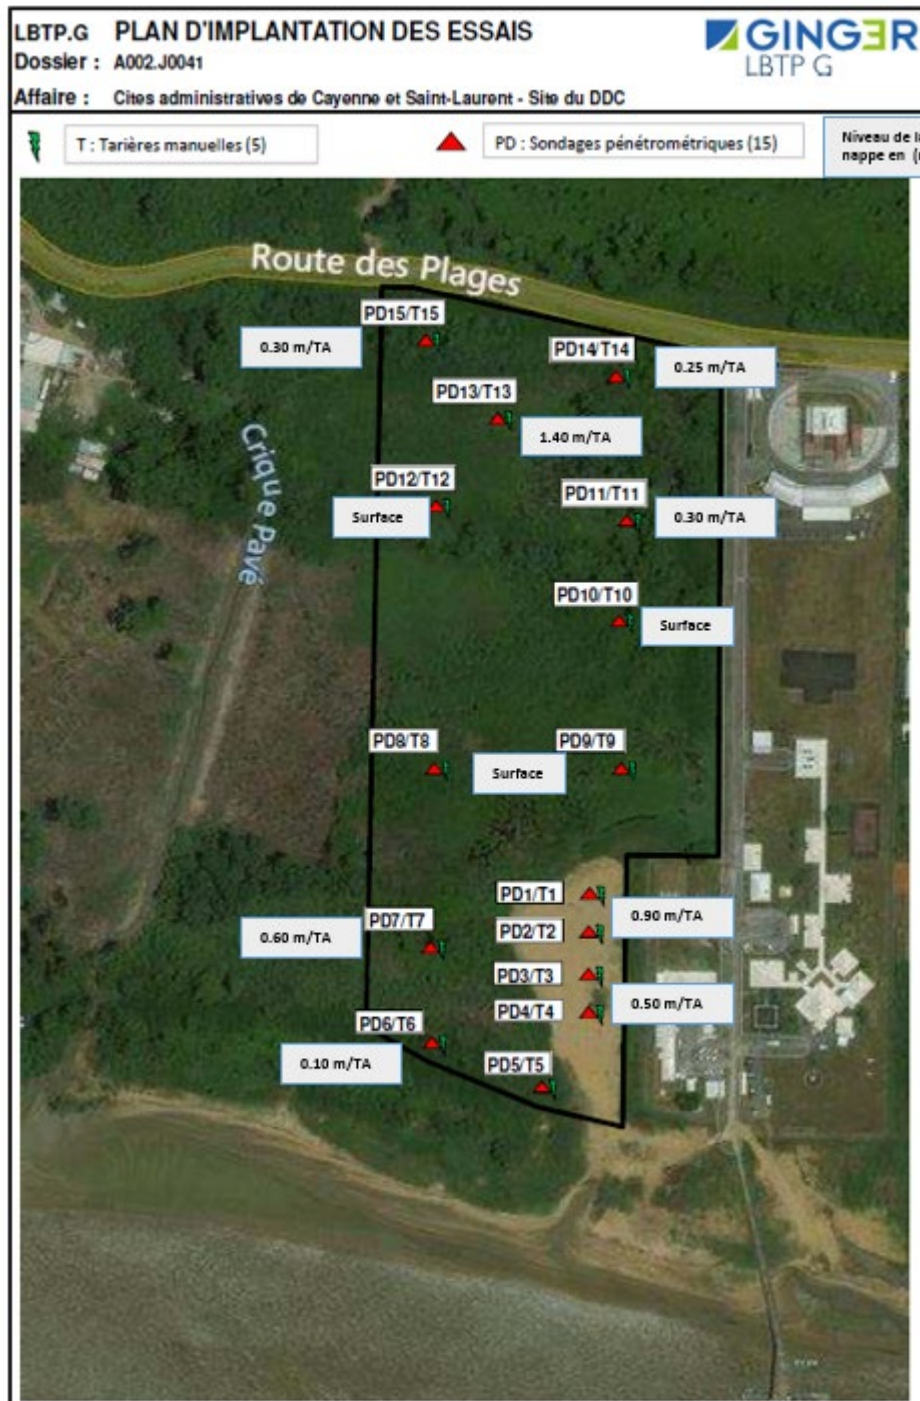 LBTP.G PLAN D'IMPLANTATION DES ESSAIS
Dossier : A002.J0041
Affaire : Cites administratives de Cayenne et Saint-Laurent - Site du DDC
GINGER
LBTP G
T : Tarières manuelles (5)
PD : Sondages pénétrométriques (15)
Niveau de l
nappe en (
Route des Plages
PD15/T15
0.30 m/TA
PD14/T14
0.25 m/TA
PD13/T13
1.40 m/TA
Crique Pavé
PD12/T12
Surface
PD11/T11
0.30 m/TA
PD10/T10
Surface
PD8/T8
PD9/T9
Surface
PD1/T1
0.90 m/TA
PD2/T2
PD7/T7
0.60 m/TA
PD3/T3
0.50 m/TA
PD4/T4
PD6/T6
0.10 m/TA
PD5/T5